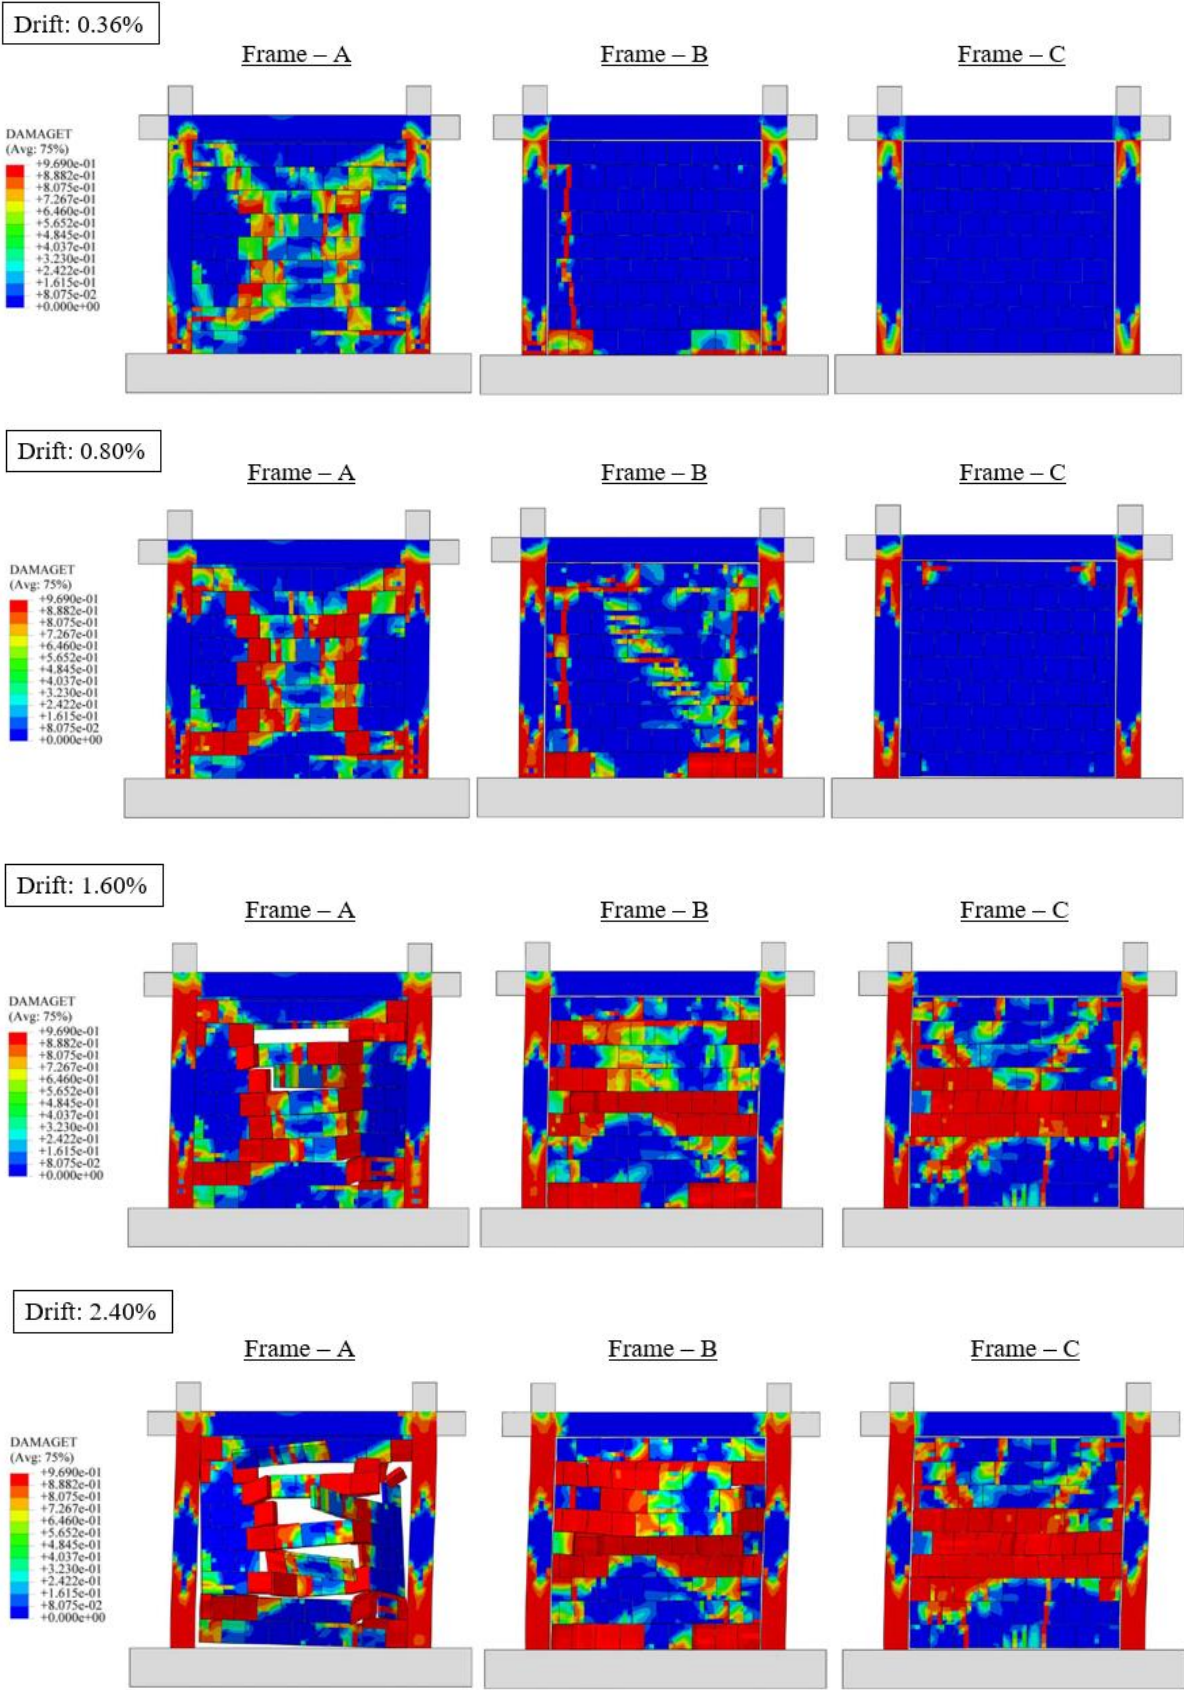 Drift: 0.36%
Frame – A
Frame – B
Frame – C
DAMAGET
(Avg: 75%)
+9.690e-01
+8.882e-01
+8.075e-01
+7.267e-01
+6.460e-01
+5.652e-01
+4.845e-01
+4.037e-01
+3.230e-01
+2.422e-01
+1.615e-01
+8.075e-02
+0.000e+00
Drift: 0.80%
Frame – A
Frame – B
Frame – C
DAMAGET
(Avg: 75%)
+9.690e-01
+8.882e-01
+8.075e-01
+7.267e-01
+6.460e-01
+5.652e-01
+4.845e-01
+4.037e-01
+3.230e-01
+2.422e-01
+1.615e-01
+8.075e-02
+0.000e+00
Drift: 1.60%
Frame – A
Frame – B
Frame – C
DAMAGET
(Avg: 75%)
+9.690e-01
+8.882e-01
+8.075e-01
+7.267e-01
+6.460e-01
+5.652e-01
+4.845e-01
+4.037e-01
+3.230e-01
+2.422e-01
+1.615e-01
+8.075e-02
+0.000e+00
Drift: 2.40%
Frame – A
Frame – B
Frame – C
DAMAGET
(Avg: 75%)
+9.690e-01
+8.882e-01
+8.075e-01
+7.267e-01
+6.460e-01
+5.652e-01
+4.845e-01
+4.037e-01
+3.230e-01
+2.422e-01
+1.615e-01
+8.075e-02
+0.000e+00